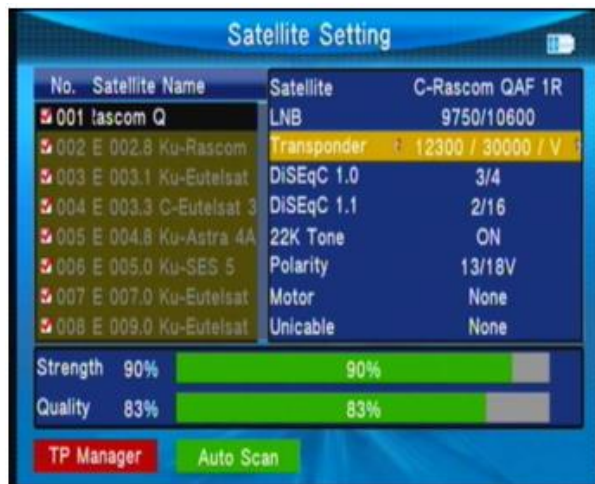 Satellite Setting
No. Satellite Name
001 Rascom Q
002 E 002.8 Ku-Rascom
003 E 003.1 Ku-Eutelsat
004 E 003.3 C-Eutelsat 3
005 E 004.8 Ku-Astra 4A
006 E 005.0 Ku-SES 5
007 E 007.0 Ku-Eutelsat
008 E 009.0 Ku-Eutelsat
Satellite C-Rascom QAF 1R
LNB 9750/10600
Transponder 12300 / 30000 / V
DiSEqC 1.0 3/4
DiSEqC 1.1 2/16
22K Tone ON
Polarity 13/18V
Motor None
Unicable None
Strength 90% 90%
Quality 83% 83%
TP Manager Auto Scan